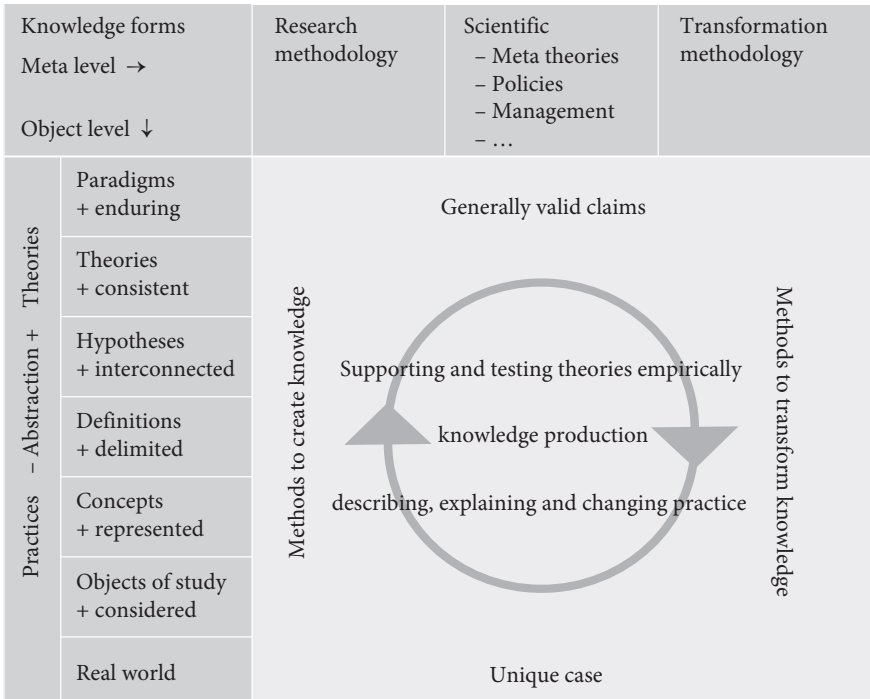 Knowledge forms
Meta level →
Object level ↓
Research
methodology
Scientific
– Meta theories
– Policies
– Management
– …
Transformation
methodology
Practices – Abstraction + Theories
Paradigms
+ enduring
Theories
+ consistent
Hypotheses
+ interconnected
Definitions
+ delimited
Concepts
+ represented
Objects of study
+ considered
Real world
Generally valid claims
Methods to create knowledge
Supporting and testing theories empirically
knowledge production
describing, explaining and changing practice
Methods to transform knowledge
Unique case